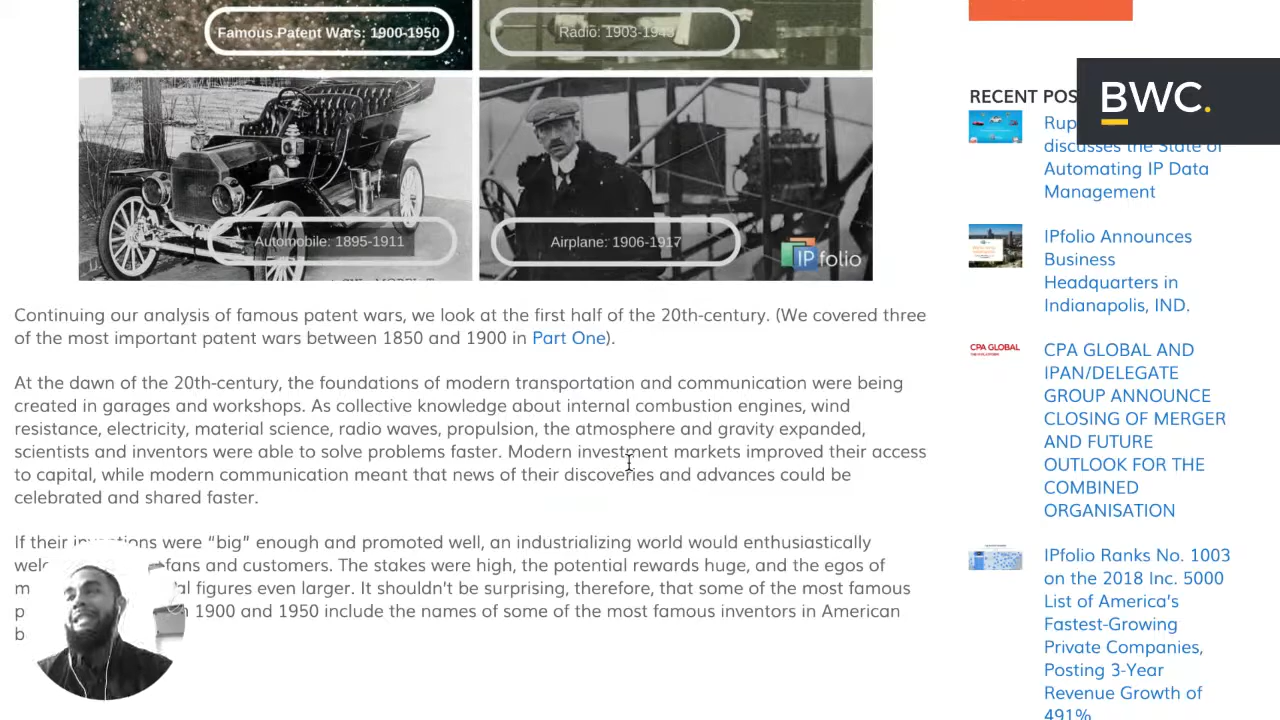 Famous Patent Wars: 1900-1950
Radio: 1903-1943
Automobile: 1895-1911
Airplane: 1906-1917
IPfolio
Continuing our analysis of famous patent wars, we look at the first half of the 20th-century. (We covered three
of the most important patent wars between 1850 and 1900 in Part One).
At the dawn of the 20th-century, the foundations of modern transportation and communication were being
created in garages and workshops. As collective knowledge about internal combustion engines, wind
resistance, electricity, material science, radio waves, propulsion, the atmosphere and gravity expanded,
scientists and inventors were able to solve problems faster. Modern investment markets improved their access
to capital, while modern communication meant that news of their discoveries and advances could be
celebrated and shared faster.
If their inventions were “big” enough and promoted well, an industrializing world would enthusiastically
fans and customers. The stakes were high, the potential rewards huge, and the egos of
figures even larger. It shouldn’t be surprising, therefore, that some of the most famous
1900 and 1950 include the names of some of the most famous inventors in American
BWC.
RECENT POS
Rup
discusses the State of
Automating IP Data
Management
IPfolio Announces
Business
Headquarters in
Indianapolis, IND.
CPA GLOBAL
CPA GLOBAL AND
IPAN/DELEGATE
GROUP ANNOUNCE
CLOSING OF MERGER
AND FUTURE
OUTLOOK FOR THE
COMBINED
ORGANISATION
IPfolio Ranks No. 1003
on the 2018 Inc. 5000
List of America’s
Fastest-Growing
Private Companies,
Posting 3-Year
Revenue Growth of
491%